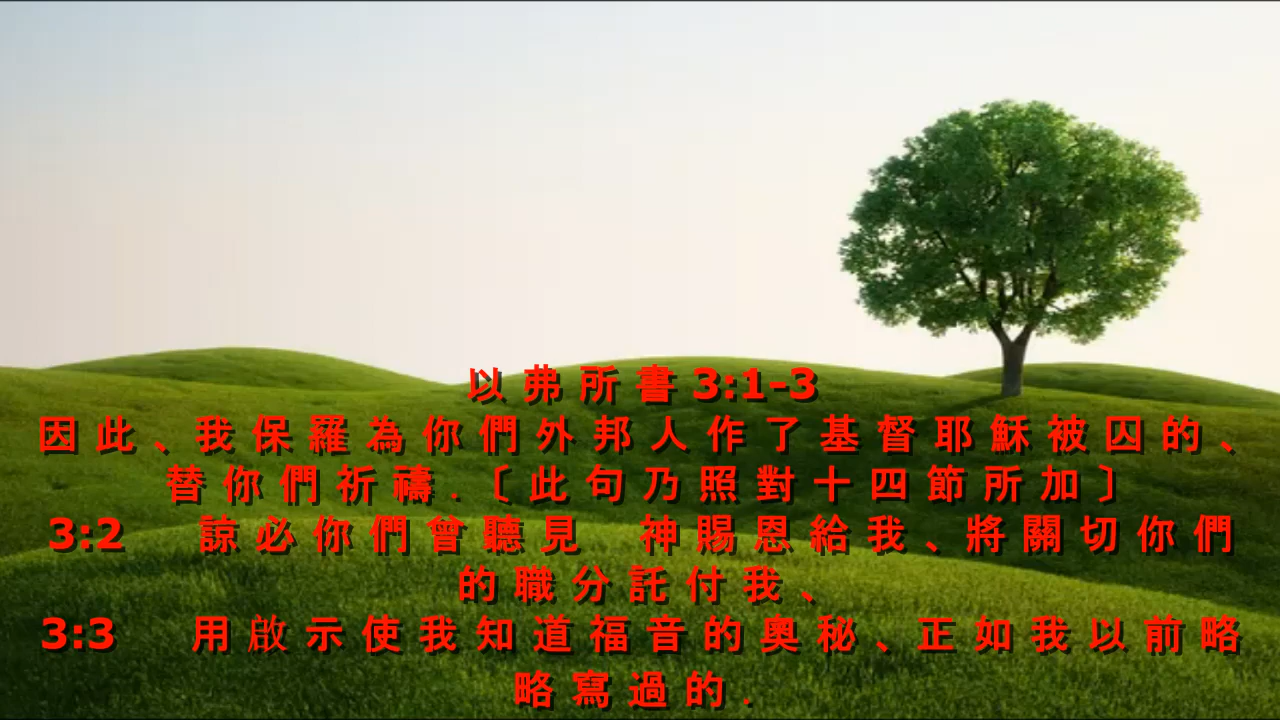 以弗所書 3:1-3
因此、我保羅為你們外邦人作了基督耶穌被囚的、
替你們祈禱.〔此句乃照對十四節所加〕
3:2 諒必你們曾聽見 神賜恩給我、將關切你們
的職分託付我、
3:3 用啟示使我知道福音的奧秘、正如我以前略
略寫過的.